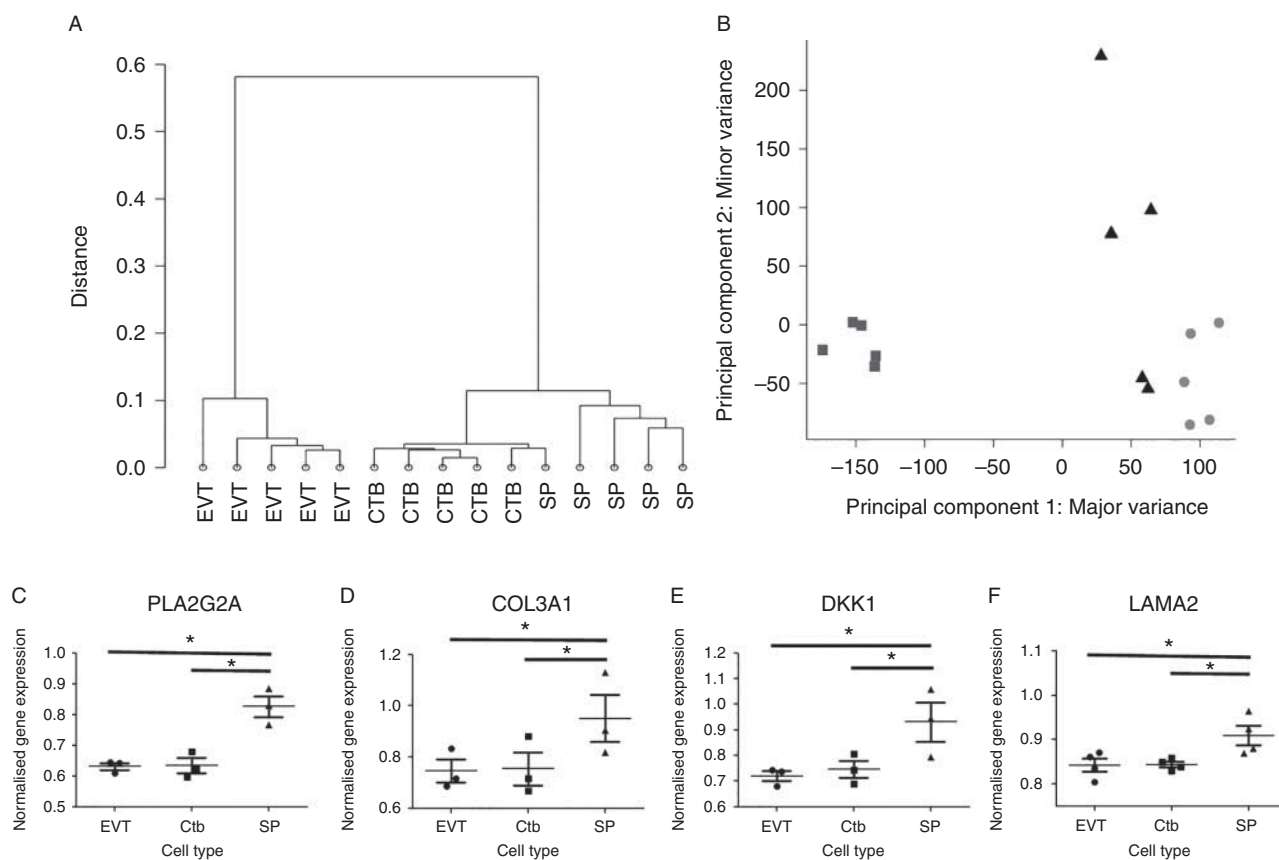 A
0.6
0.5
0.4
0.3
0.2
0.1
0.0
Distance
EVT EVT EVT EVT EVT CTB CTB CTB CTB CTB SP SP SP SP SP
B
200
150
100
50
0
−50
Principal component 2: Minor variance
−150 −100 −50 0 50 100
Principal component 1: Major variance
C
PLA2G2A
*
*
1.0
0.9
0.8
0.7
0.6
0.5
Normalised gene expression
EVT Ctb SP
Cell type
D
COL3A1
*
*
1.2
1.0
0.8
0.6
Normalised gene expression
EVT Ctb SP
Cell type
E
DKK1
*
*
1.2
1.1
1.0
0.9
0.8
0.7
0.6
Normalised gene expression
EVT Ctb SP
Cell type
F
LAMA2
*
*
1.1
1.0
0.9
0.8
Normalised gene expression
EVT Ctb SP
Cell type